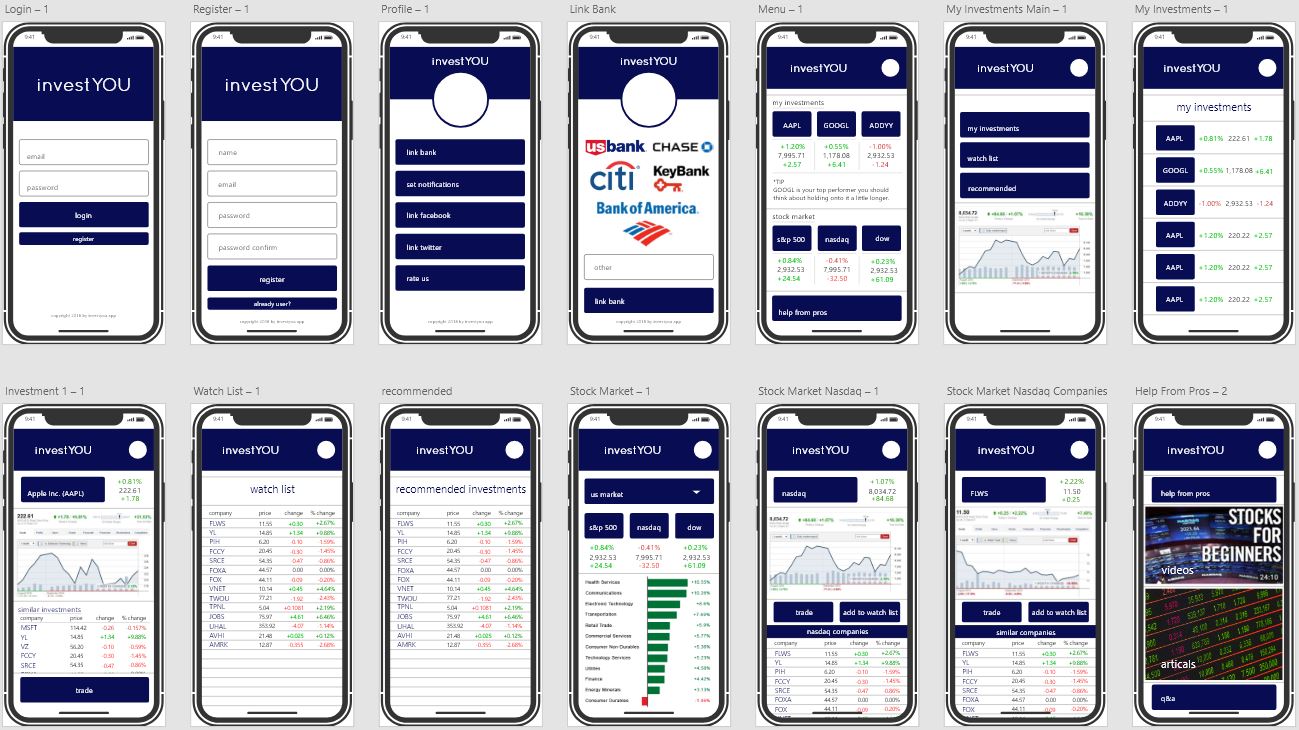 Login – 1
9:41
investYOU
email
password
login
register
copyright 2018 by investyou app
Register – 1
9:41
investYOU
name
email
password
password confirm
register
already user?
copyright 2018 by investyou app
Profile – 1
9:41
investYOU
link bank
set notifications
link facebook
link twitter
rate us
copyright 2018 by investyou app
Link Bank
9:41
investYOU
usbank CHASE
citi KeyBank
Bank of America.
other
link bank
copyright 2018 by investyou app
Menu – 1
9:41
investYOU
my investments
AAPL GOOGL ADDYY
+1.20% +0.55% -1.00%
7,995.71 1,178.08 2,932.53
+2.57 +6.41 -1.24
*TIP
GOOGL is your top performer you should
think about holding onto it a little longer.
stock market
s&p 500 nasdaq dow
+0.84% -0.41% +0.23%
2,932.53 7,995.71 2,932.53
+24.54 -32.50 +61.09
help from pros
My Investments Main – 1
9:41
investYOU
my investments
watch list
recommended
8,034.72 +84.68 +1.07%
My Investments – 1
9:41
investYOU
my investments
AAPL +0.81% 222.61 +1.78
GOOGL +0.55% 1,178.08 +6.41
ADDYY -1.00% 2,932.53 -1.24
AAPL +1.20% 220.22 +2.57
AAPL +1.20% 220.22 +2.57
AAPL +1.20% 220.22 +2.57
Investment 1 – 1
9:41
investYOU
Apple Inc. (AAPL)
+0.81%
222.61
+1.78
222.61
similar investments
company price change % change
MSFT 114.42 -0.26 -0.157%
YL 14.85 +1.34 +9.88%
VZ 56.20 -0.10 -0.59%
FCCY 20.45 -0.30 -1.45%
SRCE 54.35 -0.47 -0.86%
trade
Watch List – 1
9:41
investYOU
watch list
company price change % change
FLWS 11.55 +0.30 +2.67%
YL 14.85 +1.34 +9.88%
PIH 6.20 -0.10 -1.59%
FCCY 20.45 -0.30 -1.45%
SRCE 54.35 -0.47 -0.86%
FOXA 44.57 0.00 0.00%
FOX 44.11 -0.09 -0.20%
VNET 10.14 +0.45 +4.64%
TWOU 77.21 -1.92 -2.43%
TPNL 5.04 +0.1081 +2.19%
JOBS 77.99 +4.61 +6.46%
UHAL 353.92 -4.07 -1.14%
AVHI 21.48 +0.025 +0.12%
AMRK 12.87 -0.355 -2.68%
recommended
9:41
investYOU
recommended investments
company price change % change
FLWS 11.55 +0.30 +2.67%
YL 14.85 +1.34 +9.88%
PIH 6.20 -0.10 -1.59%
FCCY 20.45 -0.30 -1.45%
SRCE 54.35 -0.47 -0.86%
FOXA 44.57 0.00 0.00%
FOX 44.11 -0.09 -0.20%
VNET 10.14 +0.45 +4.64%
TWOU 77.21 -1.92 -2.43%
TPNL 5.04 +0.1081 +2.19%
JOBS 77.99 +4.61 +6.46%
UHAL 353.92 -4.07 -1.14%
AVHI 21.48 +0.025 +0.12%
AMRK 12.87 -0.355 -2.68%
Stock Market – 1
9:41
investYOU
us market
s&p 500 nasdaq dow
+0.84% -0.41% +0.23%
2,932.53 7,995.71 2,932.53
+24.54 -32.50 +61.09
Health Services +10.55%
Communications +10.26%
Electronic Technology
Transportation
Retail Trade
Commercial Services
Consumer Non Durables
Technology Services
Utilities
Finance
Energy Minerals
Consumer Durables
Stock Market Nasdaq – 1
9:41
investYOU
nasdaq
+1.07%
8,034.72
+84.68
8,034.72 +84.68 +1.07%
trade add to watch list
nasdaq companies
company price change % change
FLWS 11.55 +0.30 +2.67%
YL 14.85 +1.34 +9.88%
PIH 6.20 -0.10 -1.59%
FCCY 20.45 -0.30 -1.45%
SRCE 54.35 -0.47 -0.86%
FOXA 44.57 0.00 0.00%
FOX 44.11 -0.09 -0.20%
Stock Market Nasdaq Companies
9:41
investYOU
FLWS
+2.22%
11.50
+0.25
11.50
trade add to watch list
similar companies
company price change % change
FLWS 11.55 +0.30 +2.67%
YL 14.85 +1.34 +9.88%
PIH 6.20 -0.10 -1.59%
FCCY 20.45 -0.30 -1.45%
SRCE 54.35 -0.47 -0.86%
FOXA 44.57 0.00 0.00%
FOX 44.11 -0.09 -0.20%
Help From Pros – 2
9:41
investYOU
help from pros
STOCKS
FOR
BEGINNERS
videos
24:10
articals
q&a